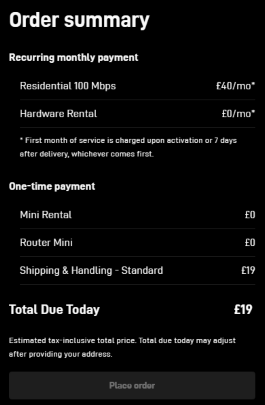 Order summary
Recurring monthly payment
Residential 100 Mbps £40/mo*
Hardware Rental £0/mo*
* First month of service is charged upon activation or 7 days
after delivery, whichever comes first.
One-time payment
Mini Rental £0
Router Mini £0
Shipping & Handling - Standard £19
Total Due Today £19
Estimated tax-inclusive total price. Total due today may adjust
after providing your address.
Place order